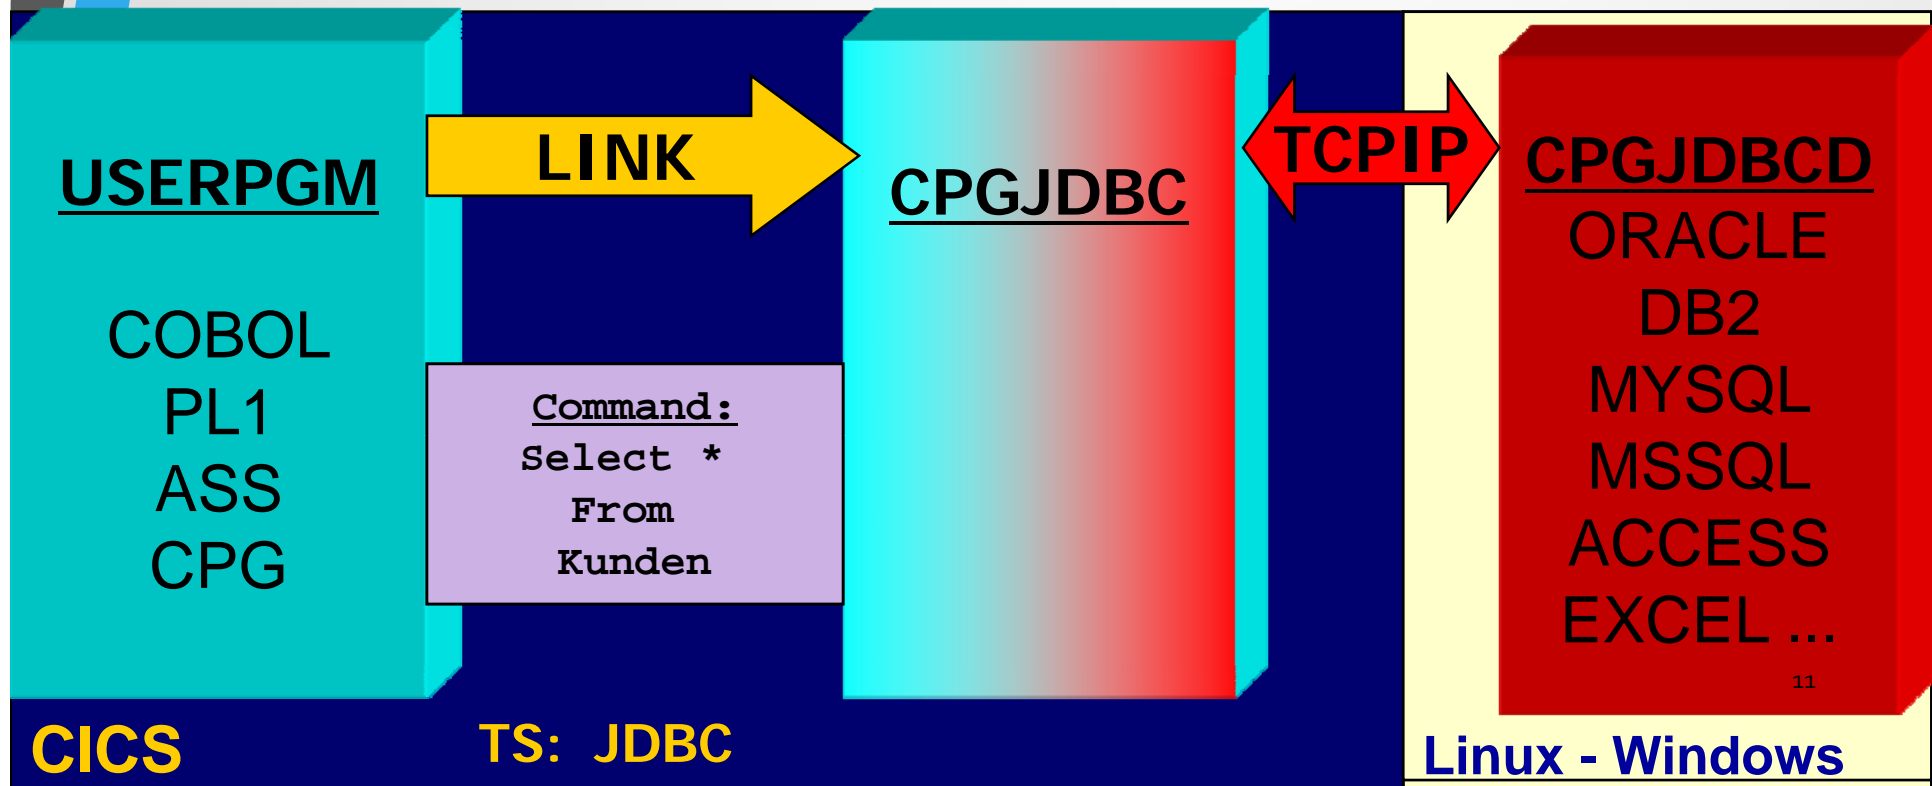 USERPGM
COBOL
PL1
ASS
CPG
LINK
Command:
Select *
From
Kunden
CPGJDBC
TCPIP
CPGJDBCD
ORACLE
DB2
MYSQL
MSSQL
ACCESS
EXCEL ...
11
CICS
TS: JDBC
Linux - Windows